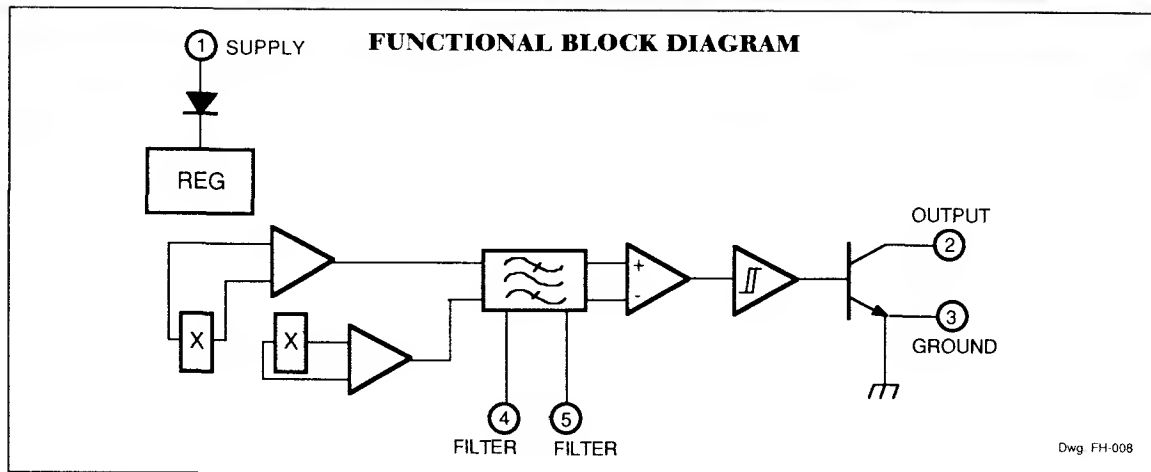 FUNCTIONAL BLOCK DIAGRAM
1 SUPPLY
REG
X
X
+
-
OUTPUT
2
3
GROUND
4
5
FILTER FILTER
Dwg. FH-008